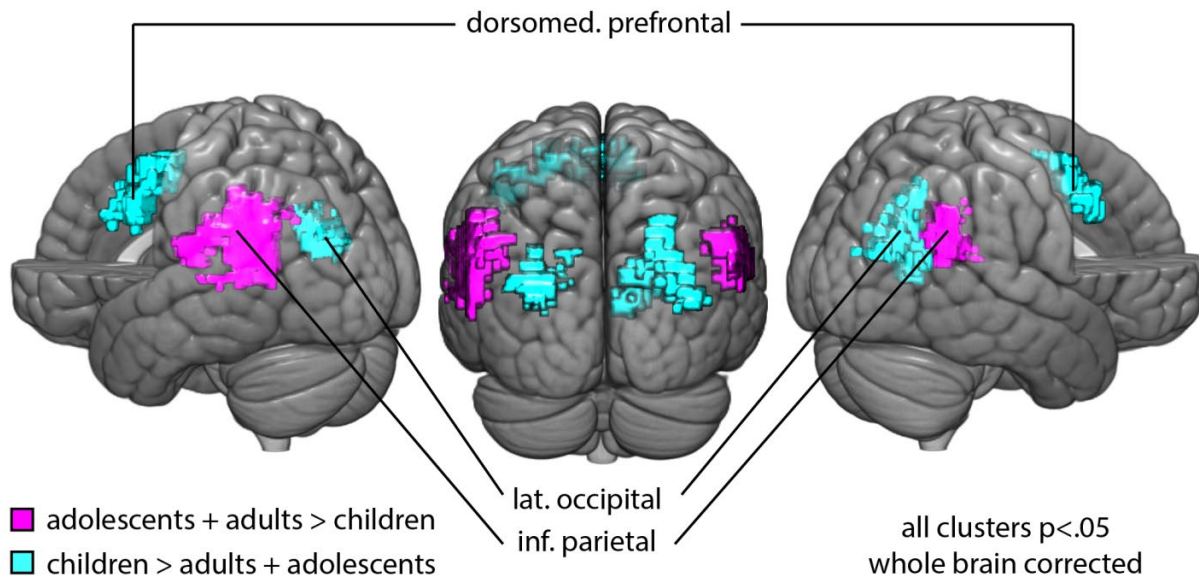 dorsomed. prefrontal
lat. occipital
inf. parietal
adolescents + adults > children
children > adults + adolescents
all clusters p<.05
whole brain corrected